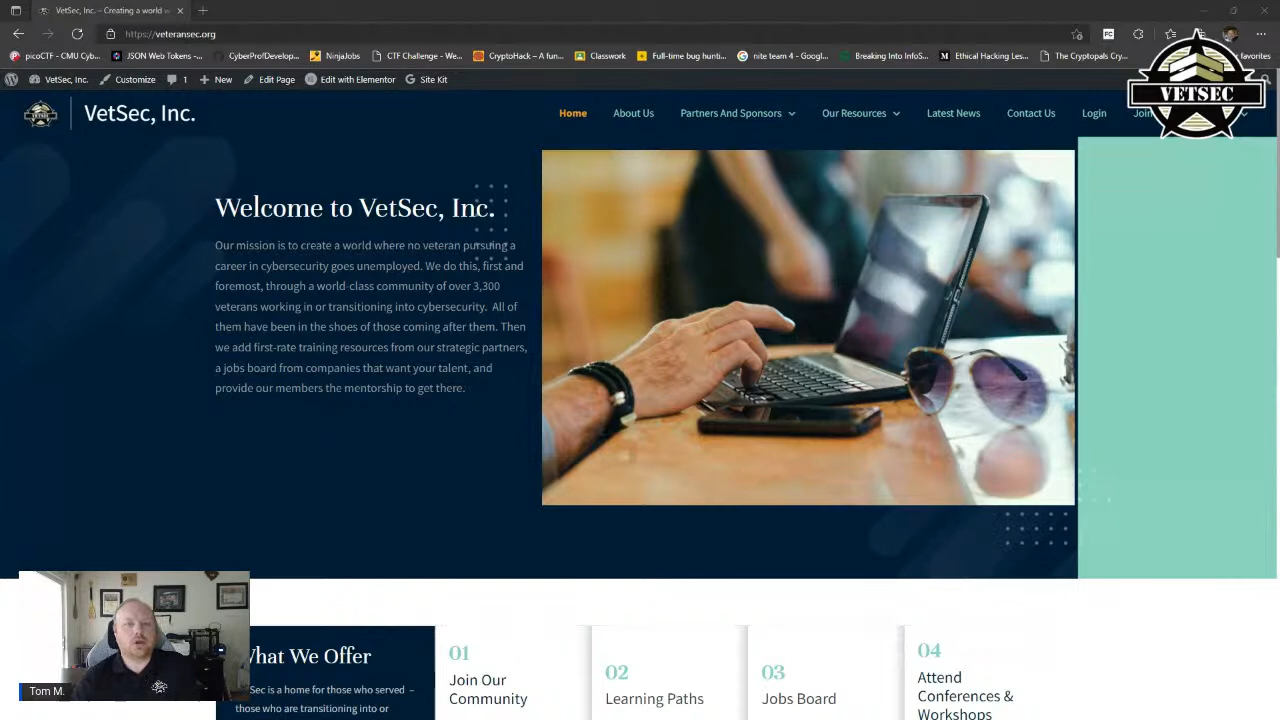 VetSec, Inc. – Creating a world i
https://veteransec.org
picoCTF - CMU Cyb...
JSON Web Tokens -...
CyberProfDevelop...
NinjaJobs
CTF Challenge - We...
CryptoHack – A fun...
Classwork
Full-time bug hunti...
nite team 4 - Googl...
Breaking Into InfoS...
Ethical Hacking Les...
The Cryptopals Cry...
favorites
VetSec, Inc.
Customize
1
New
Edit Page
Edit with Elementor
Site Kit
VETSEC
VetSec, Inc.
Home
About Us
Partners And Sponsors
Our Resources
Latest News
Contact Us
Login
Welcome to VetSec, Inc.
Our mission is to create a world where no veteran pursuing a
career in cybersecurity goes unemployed. We do this, first and
foremost, through a world-class community of over 3,300
veterans working in or transitioning into cybersecurity. All of
them have been in the shoes of those coming after them. Then
we add first-rate training resources from our strategic partners,
a jobs board from companies that want your talent, and
provide our members the mentorship to get there.
hat We Offer
Sec is a home for those who served –
those who are transitioning into or
01
Join Our
Community
02
Learning Paths
03
Jobs Board
04
Attend
Conferences &
Workshops
Tom M.